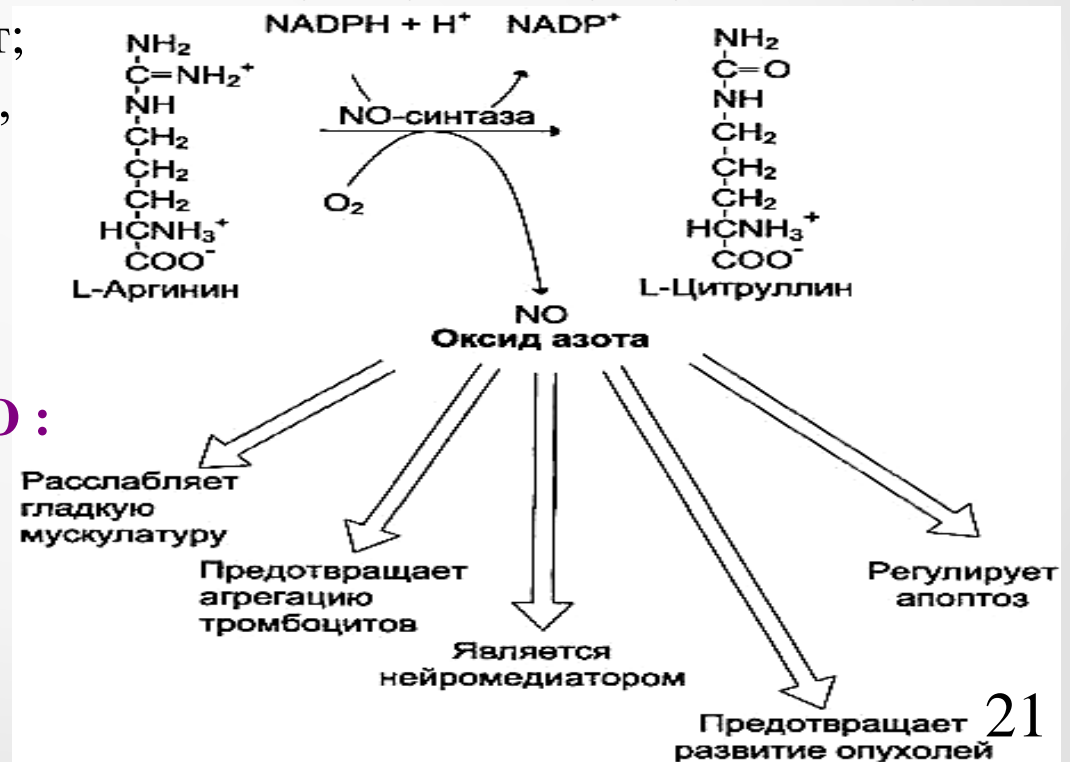 т;
,
NADPH + H⁺ NADP⁺
NH₂
C=NH₂⁺
NH
CH₂
CH₂
CH₂
HCNH₃⁺
COO⁻
L-Аргинин
NO-синтаза
O₂
NH₂
C=O
NH
CH₂
CH₂
CH₂
HCNH₃⁺
COO⁻
L-Цитруллин
NO
Оксид азота
:
Расслабляет
гладкую
мускулатуру
Предотвращает
агрегацию
тромбоцитов
Является
нейромедиатором
Предотвращает
развитие опухолей
Регулирует
апоптоз
21